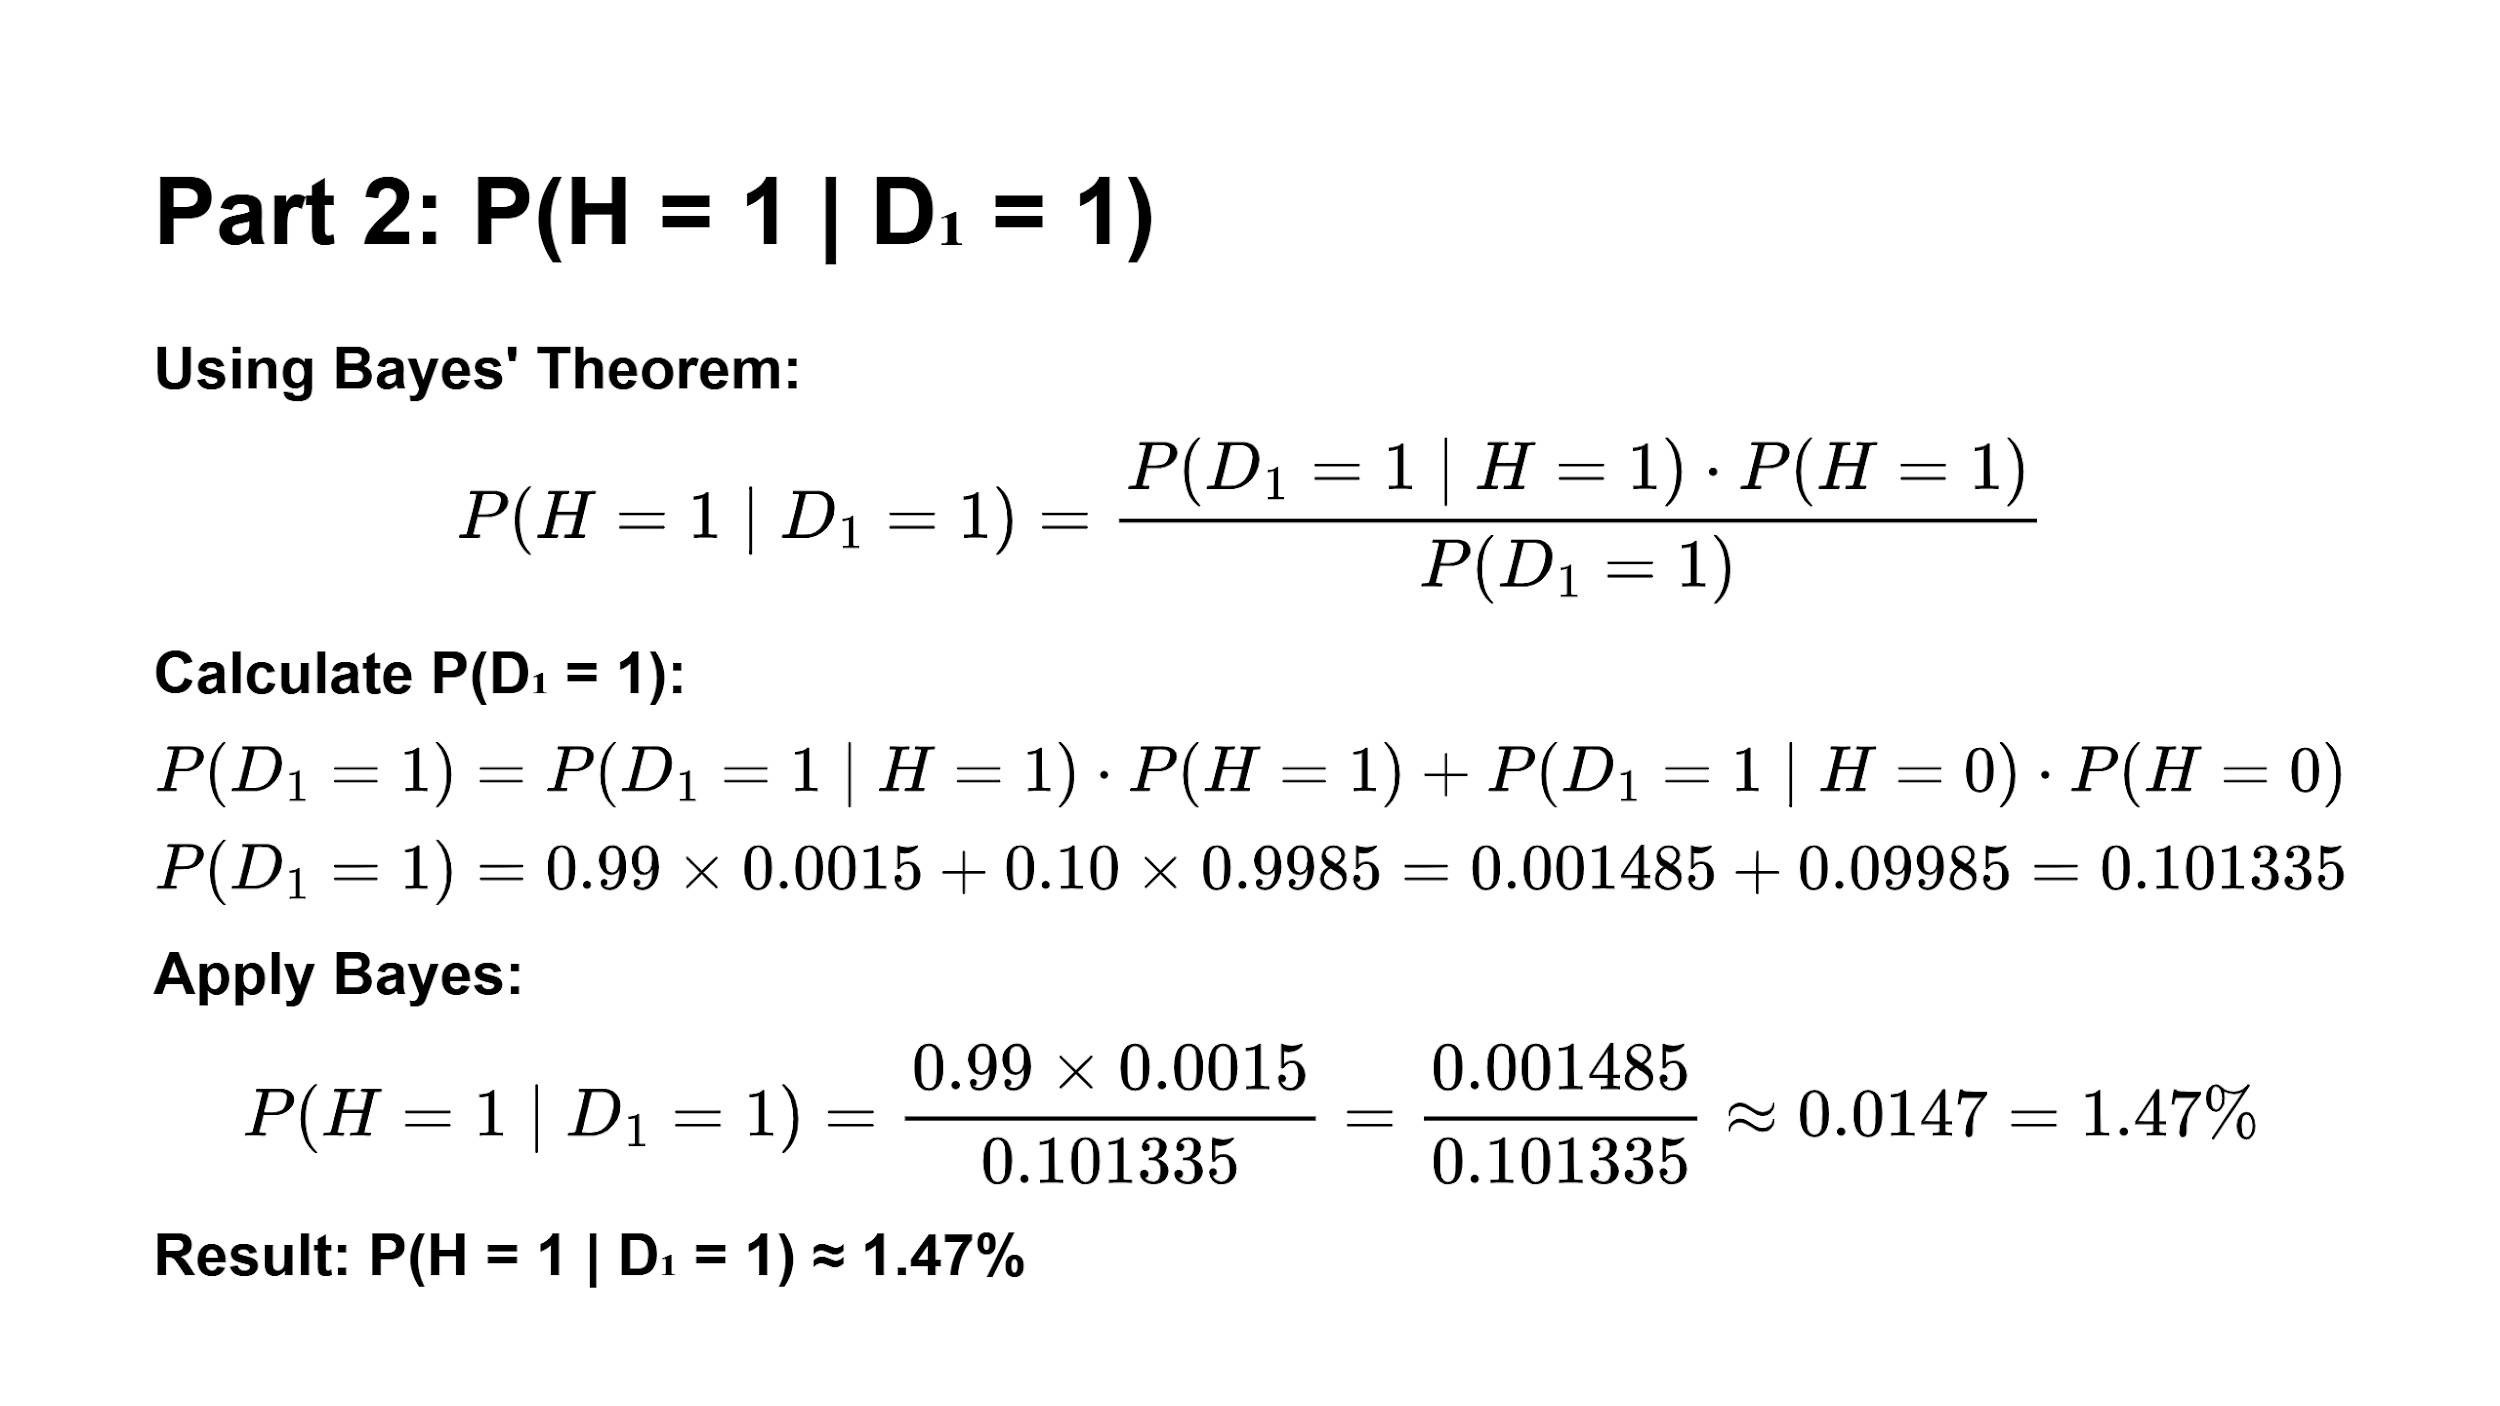 Part 2: P(H = 1 | D₁ = 1)
Using Bayes' Theorem:
P(H = 1 | D₁ = 1) = \frac{P(D₁ = 1 | H = 1) · P(H = 1)}{P(D₁ = 1)}
Calculate P(D₁ = 1):
P(D₁ = 1) = P(D₁ = 1 | H = 1) · P(H = 1) + P(D₁ = 1 | H = 0) · P(H = 0)
P(D₁ = 1) = 0.99 × 0.0015 + 0.10 × 0.9985 = 0.001485 + 0.09985 = 0.101335
Apply Bayes:
P(H = 1 | D₁ = 1) = \frac{0.99 × 0.0015}{0.101335} = \frac{0.001485}{0.101335} ≈ 0.0147 = 1.47%
Result: P(H = 1 | D₁ = 1) ≈ 1.47%